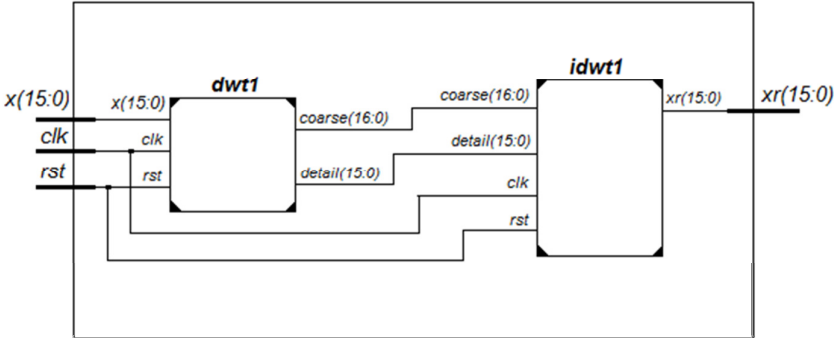 idwt1
dwt1
x(15:0)
x(15:0)
coarse(16:0)
coarse(16:0)
xr(15:0)
xr(15:0)
clk
clk
detail(15:0)
rst
rst
detail(15:0)
clk
rst